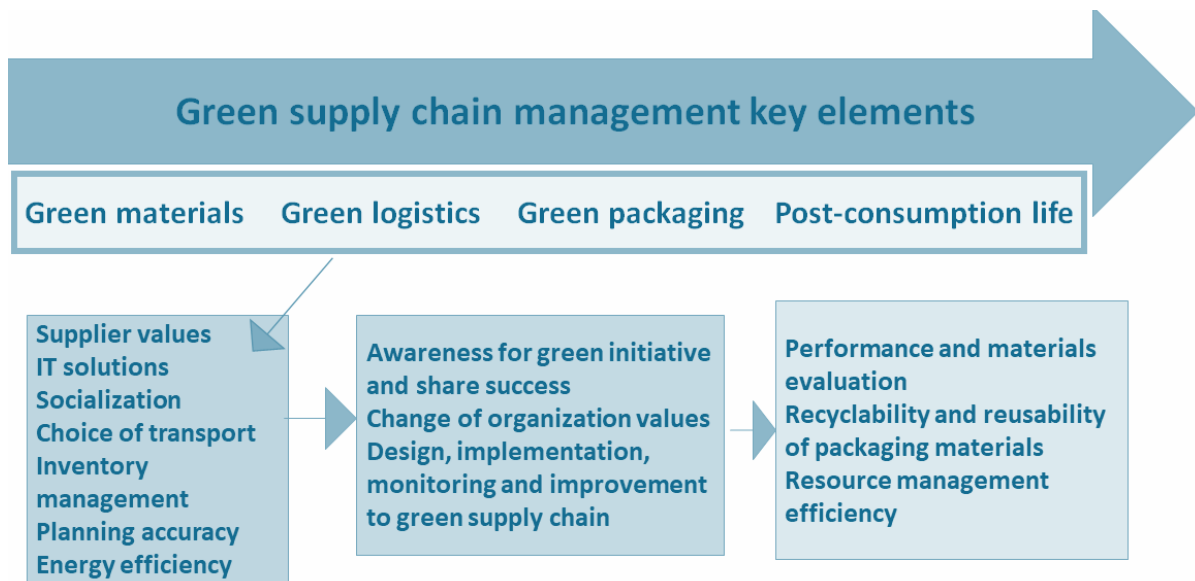 Green supply chain management key elements
Green materials Green logistics Green packaging Post-consumption life
Supplier values
IT solutions
Socialization
Choice of transport
Inventory
management
Planning accuracy
Energy efficiency
Awareness for green initiative
and share success
Change of organization values
Design, implementation,
monitoring and improvement
to green supply chain
Performance and materials
evaluation
Recyclability and reusability
of packaging materials
Resource management
efficiency